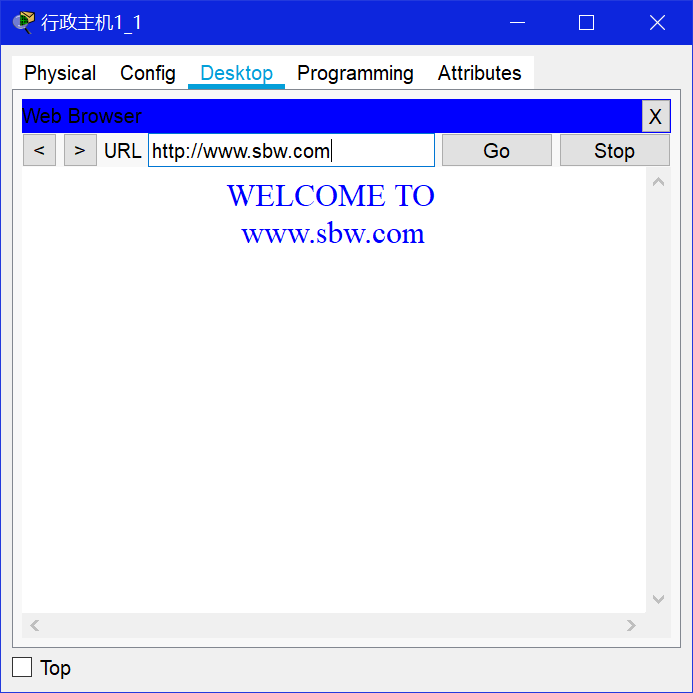 行政主机1_1
Physical Config Desktop Programming Attributes
Web Browser X
< > URL http://www.sbw.com Go Stop
WELCOME TO
www.sbw.com
Top